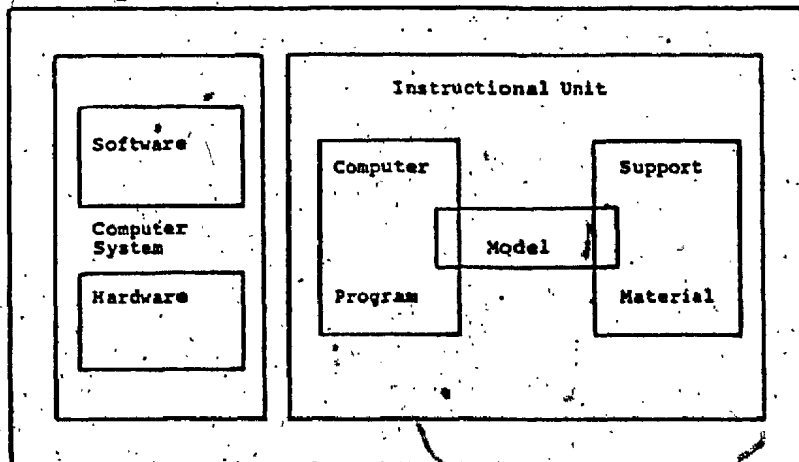 Software
Computer
System
Hardware
Instructional Unit
Computer
Program
Model
Support
Material